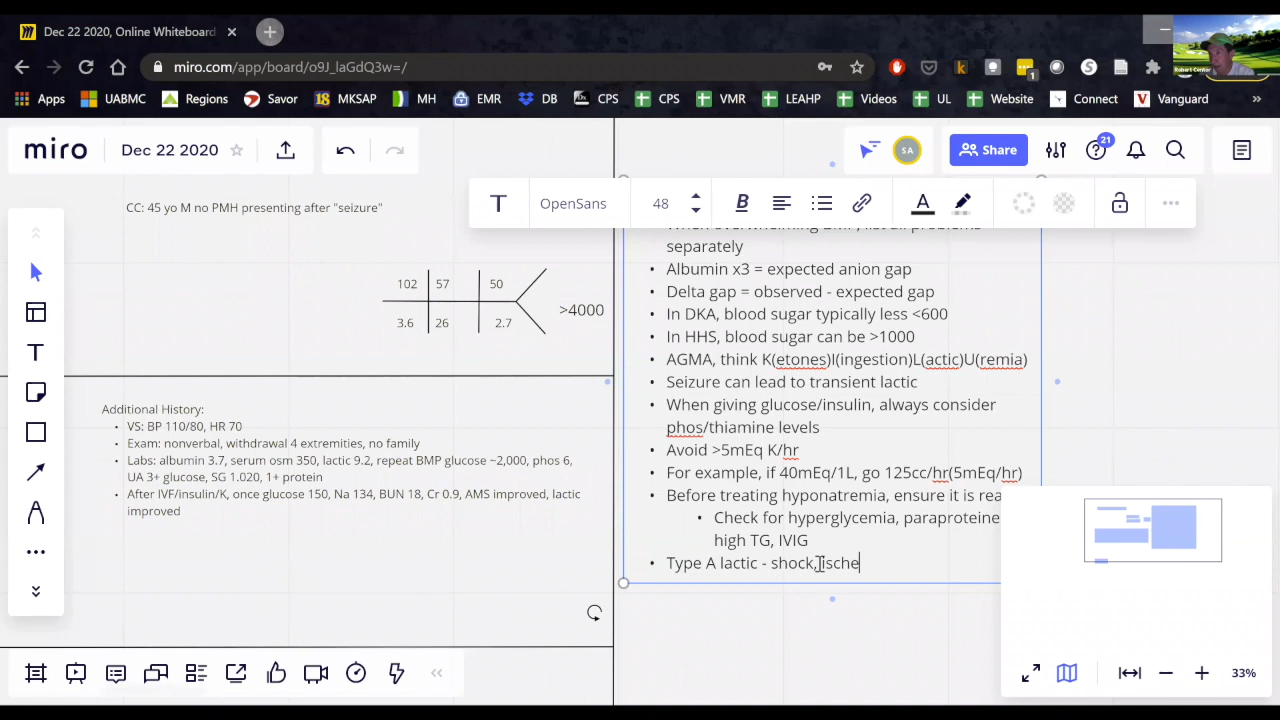 Dec 22 2020, Online Whiteboard
miro.com/app/board/o9J_laGdQ3w=/
1
Robert Centor
Apps UABMC Regions Savor MKSAP MH EMR DB CPS CPS VMR LEAHP Videos UL Website Connect Vanguard »
miro Dec 22 2020 SA Share 21
OpenSans 48 B A
CC: 45 yo M no PMH presenting after "seizure"
102 57 50
3.6 26 2.7
>4000
separately
• Albumin x3 = expected anion gap
• Delta gap = observed - expected gap
• In DKA, blood sugar typically less <600
• In HHS, blood sugar can be >1000
• AGMA, think K(etones)I(ingestion)L(actic)U(remia)
• Seizure can lead to transient lactic
• When giving glucose/insulin, always consider
phos/thiamine levels
• Avoid >5mEq K/hr
• For example, if 40mEq/1L, go 125cc/hr(5mEq/hr)
• Before treating hyponatremia, ensure it is rea
• Check for hyperglycemia, paraproteine
high TG, IVIG
• Type A lactic - shock, ische
Additional History:
• VS: BP 110/80, HR 70
• Exam: nonverbal, withdrawal 4 extremities, no family
• Labs: albumin 3.7, serum osm 350, lactic 9.2, repeat BMP glucose ~2,000, phos 6,
UA 3+ glucose, SG 1.020, 1+ protein
• After IVF/insulin/K, once glucose 150, Na 134, BUN 18, Cr 0.9, AMS improved, lactic
improved
33%